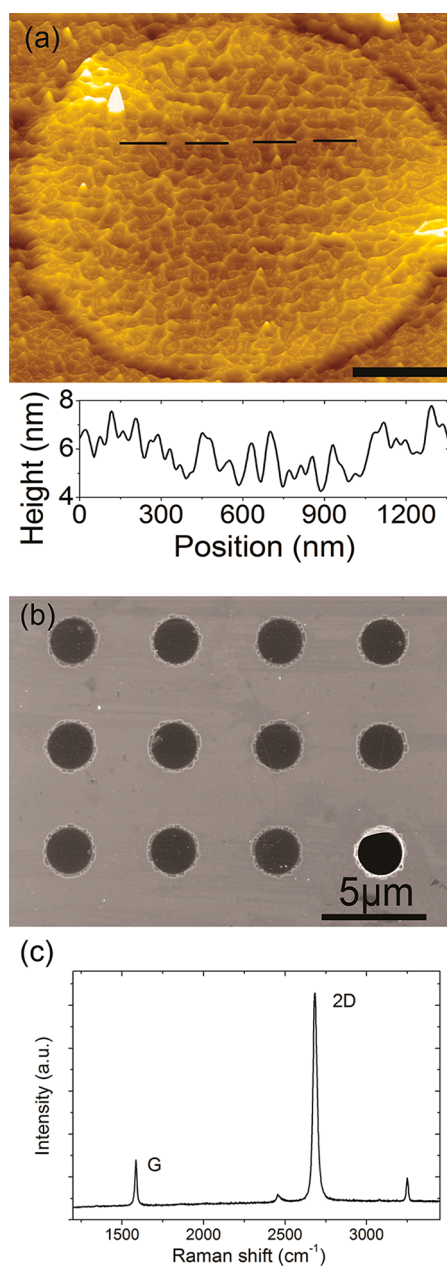 (a)
Height (nm)
8
6
4
0 300 600 900 1200
Position (nm)
(b)
5μm
(c)
Intensity (a.u.)
G
2D
1500 2000 2500 3000
Raman shift (cm⁻¹)